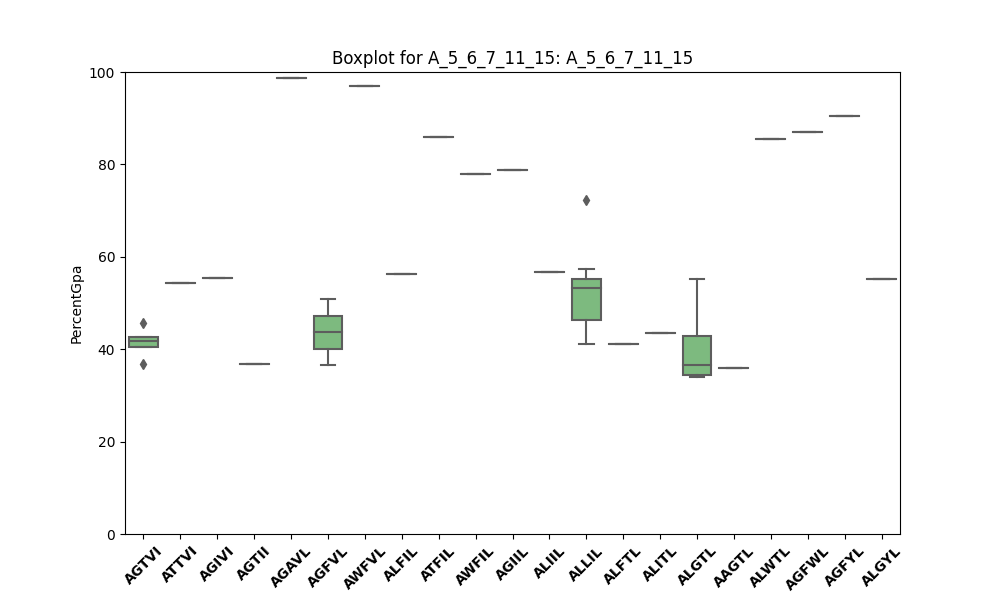 Boxplot for A_5_6_7_11_15: A_5_6_7_11_15
100
80
60
40
20
0
PercentGpa
AGTVI
ATTVI
AGIVI
AGTII
AGAVL
AGFVL
AWFVL
ALFIL
ATFIL
AWFIL
AGIIL
ALIIL
ALLIL
ALFTL
ALITL
ALGTL
AAGTL
ALWTL
AGFWL
AGFYL
ALGYL